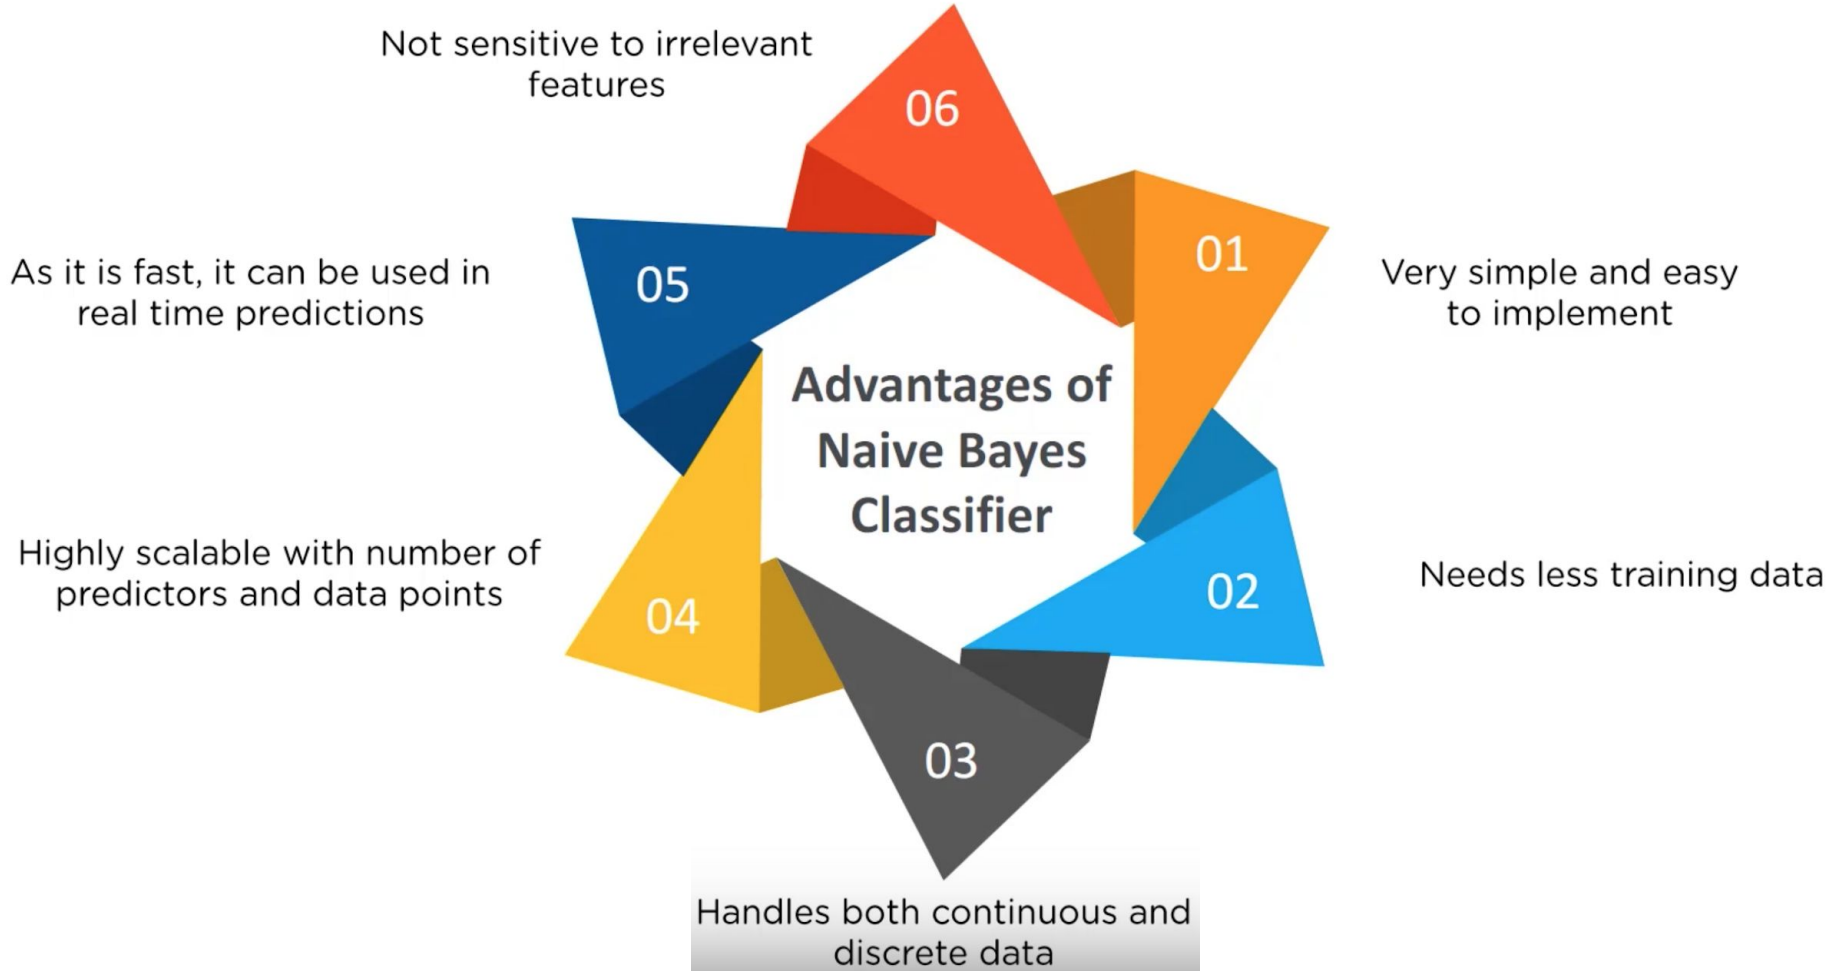 Not sensitive to irrelevant
features
06
01
Very simple and easy
to implement
05
As it is fast, it can be used in
real time predictions
Advantages of
Naive Bayes
Classifier
Highly scalable with number of
predictors and data points
04
02
Needs less training data
03
Handles both continuous and
discrete data